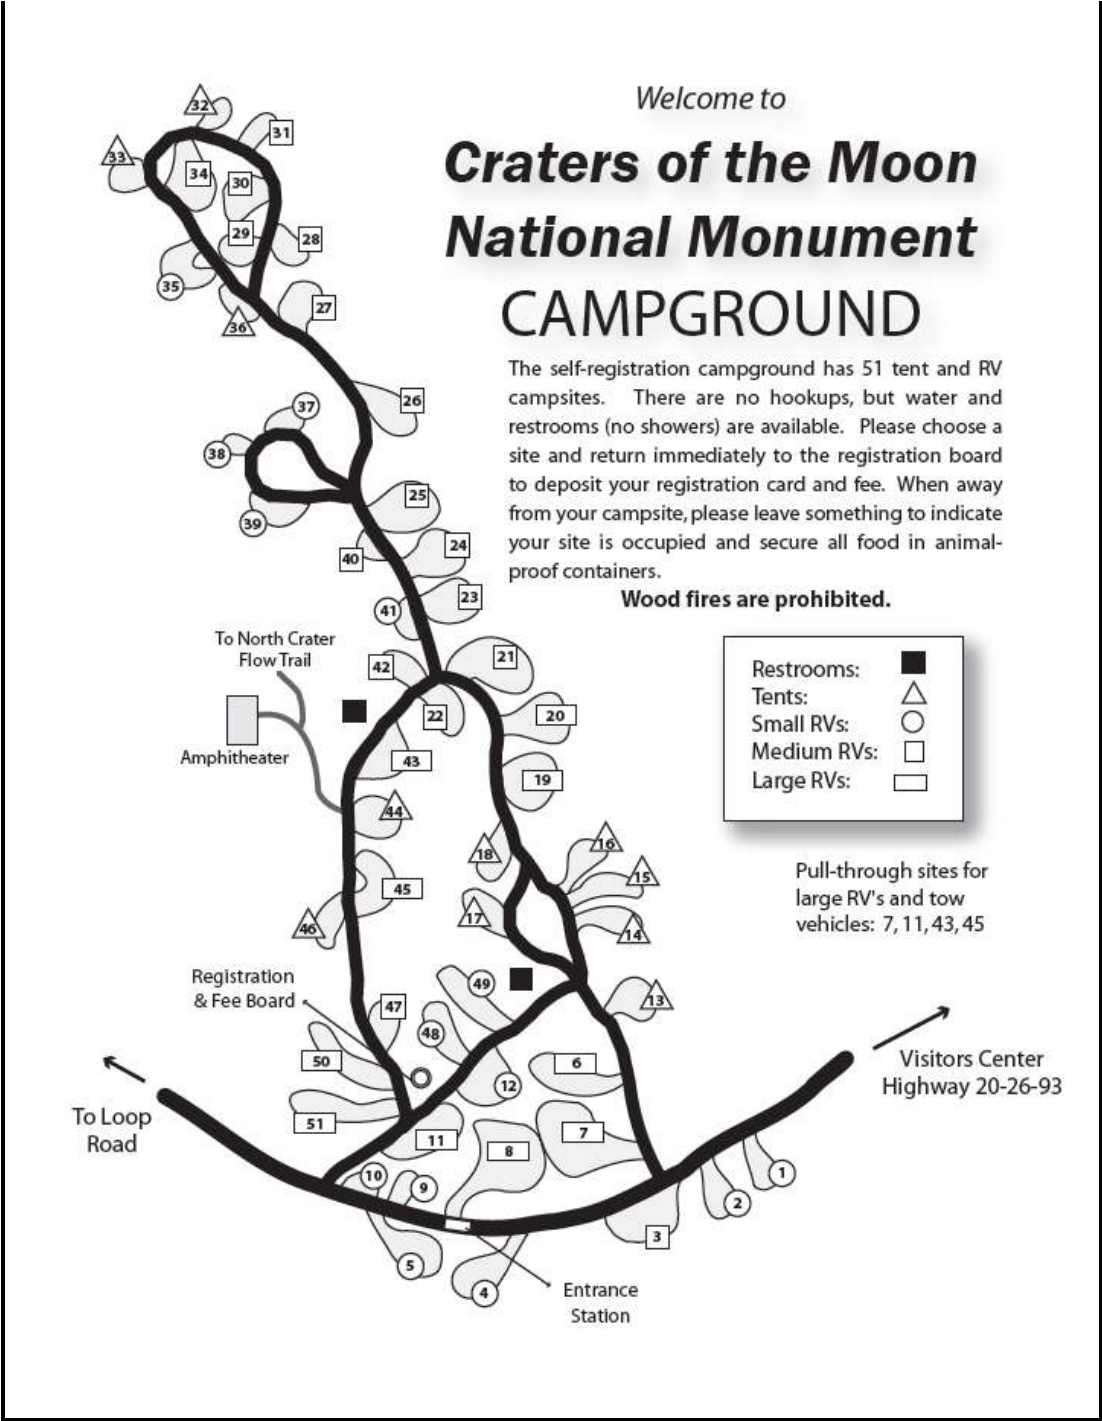 Welcome to
Craters of the Moon
National Monument
CAMPGROUND
The self-registration campground has 51 tent and RV
campsites. There are no hookups, but water and
restrooms (no showers) are available. Please choose a
site and return immediately to the registration board
to deposit your registration card and fee. When away
from your campsite, please leave something to indicate
your site is occupied and secure all food in animal-
proof containers.
Wood fires are prohibited.
Restrooms:
Tents:
Small RVs:
Medium RVs:
Large RVs:
Pull-through sites for
large RV's and tow
vehicles: 7, 11, 43, 45
32
31
33
34
30
29
28
35
27
36
26
37
38
25
39
24
40
23
41
To North Crater
Flow Trail
21
42
22
20
Amphitheater
43
19
44
16
18
15
45
17
46
14
Registration
& Fee Board
49
13
47
48
50
6
12
Visitors Center
Highway 20-26-93
To Loop
Road
51
11
7
8
10
9
1
2
3
5
4
Entrance
Station